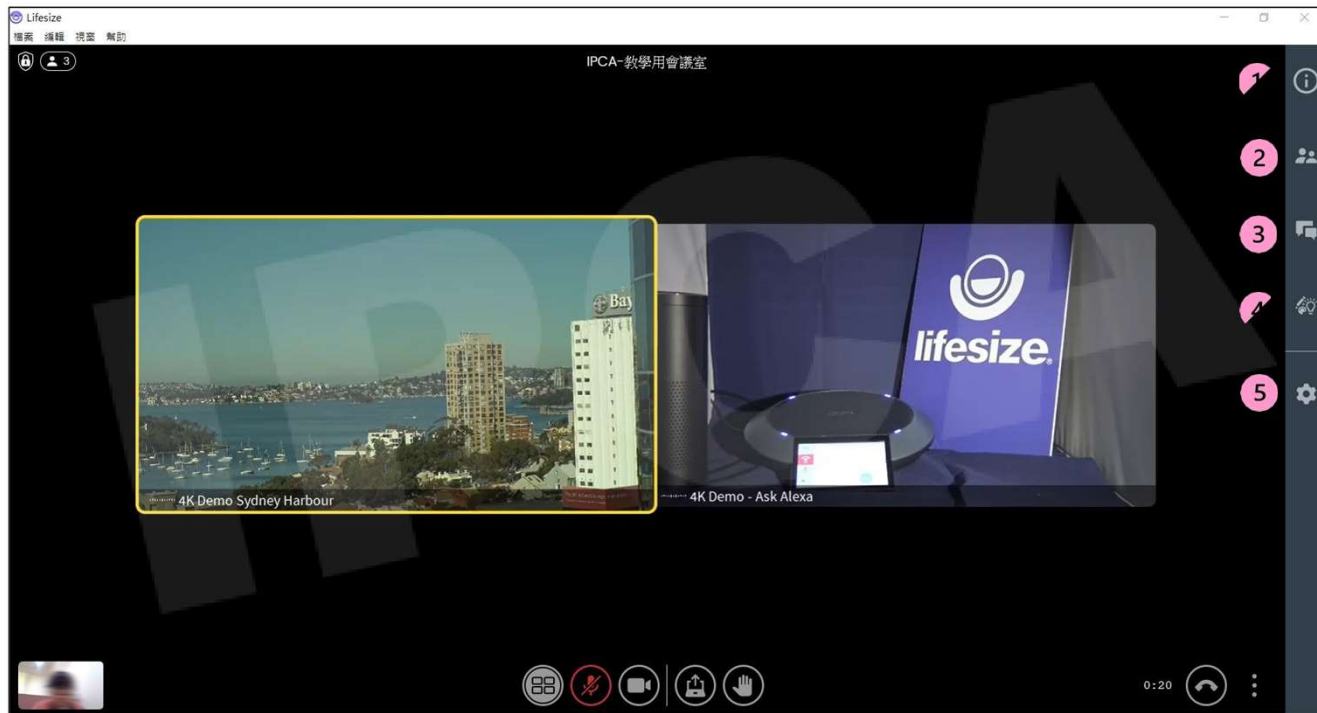 Lifesize
檔案 編輯 視窗 幫助
3
IPCA-教學用會議室
1
2
3
4
5
IPCA
Bay
lifesize
4K Demo Sydney Harbour
4K Demo - Ask Alexa
0:20